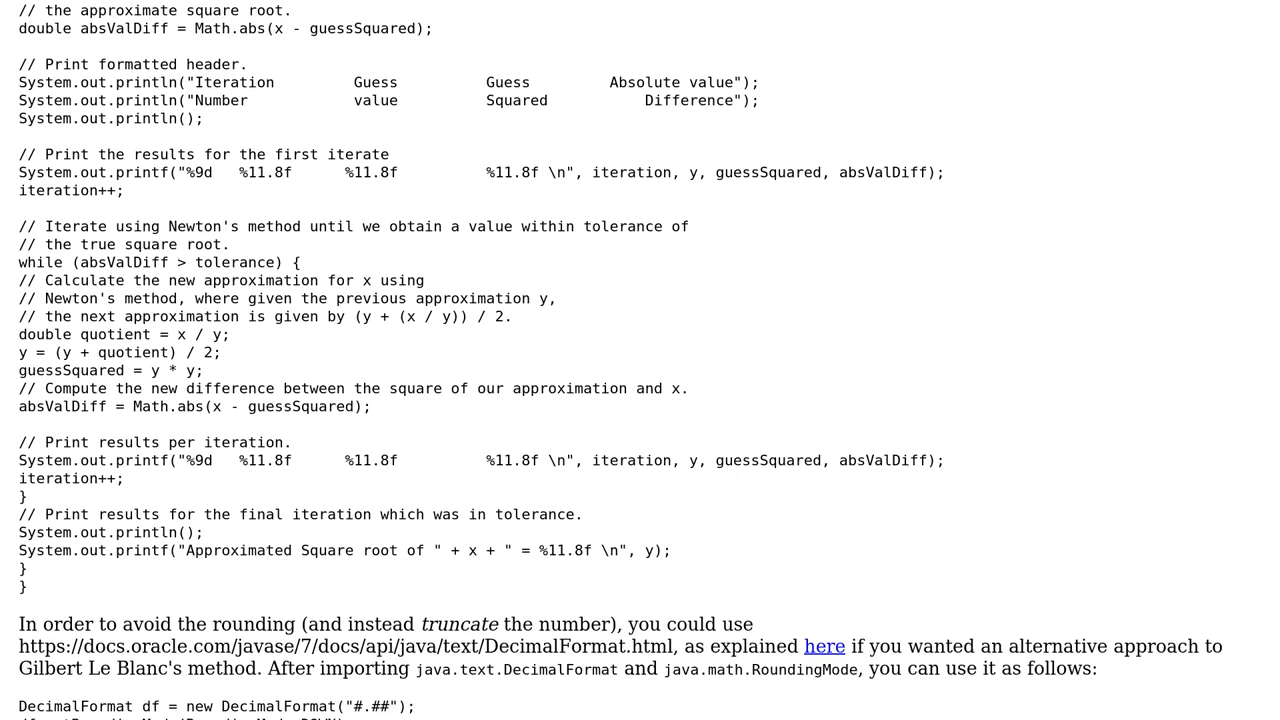 // the approximate square root.
double absValDiff = Math.abs(x - guessSquared);
// Print formatted header.
System.out.println("Iteration         Guess          Guess         Absolute value");
System.out.println("Number            value          Squared           Difference");
System.out.println();
// Print the results for the first iterate
System.out.printf("%9d   %11.8f      %11.8f          %11.8f \n", iteration, y, guessSquared, absValDiff);
iteration++;
// Iterate using Newton's method until we obtain a value within tolerance of
// the true square root.
while (absValDiff > tolerance) {
// Calculate the new approximation for x using
// Newton's method, where given the previous approximation y,
// the next approximation is given by (y + (x / y)) / 2.
double quotient = x / y;
y = (y + quotient) / 2;
guessSquared = y * y;
// Compute the new difference between the square of our approximation and x.
absValDiff = Math.abs(x - guessSquared);
// Print results per iteration.
System.out.printf("%9d   %11.8f      %11.8f          %11.8f \n", iteration, y, guessSquared, absValDiff);
iteration++;
}
// Print results for the final iteration which was in tolerance.
System.out.println();
System.out.printf("Approximated Square root of " + x + " = %11.8f \n", y);
}
}
In order to avoid the rounding (and instead truncate the number), you could use
https://docs.oracle.com/javase/7/docs/api/java/text/DecimalFormat.html, as explained here if you wanted an alternative approach to
Gilbert Le Blanc's method. After importing java.text.DecimalFormat and java.math.RoundingMode, you can use it as follows:
DecimalFormat df = new DecimalFormat("#.##");